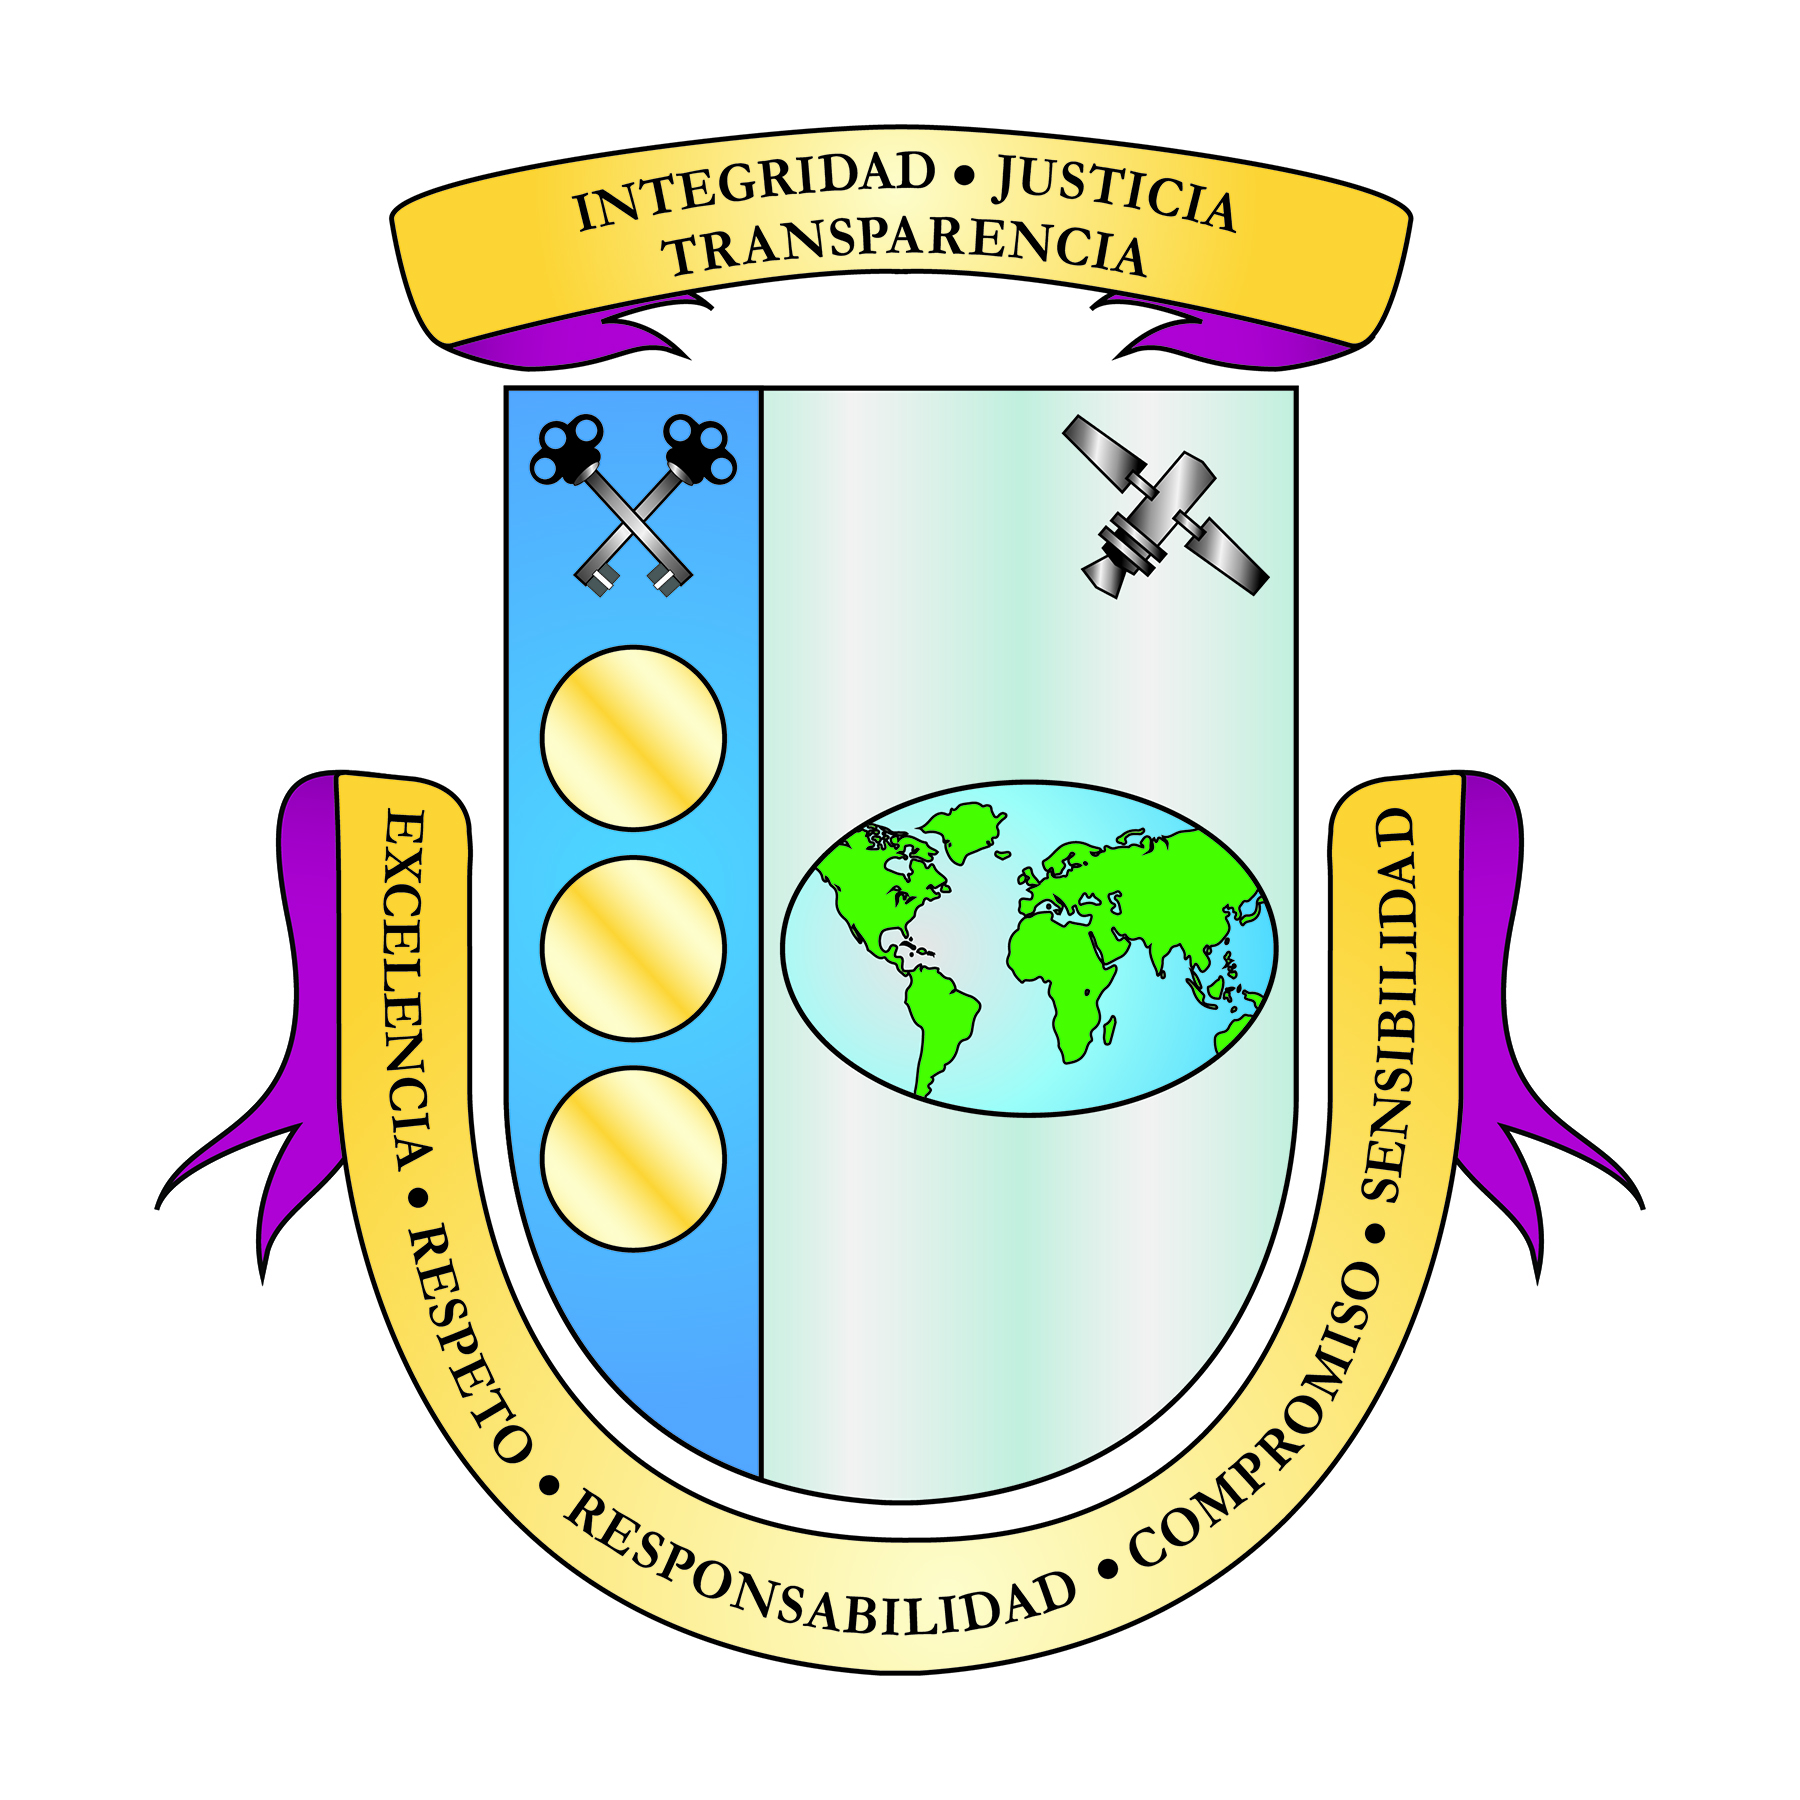 INTEGRIDAD • JUSTICIA
TRANSPARENCIA
EXCELENCIA • RESPETO • RESPONSABILIDAD • COMPROMISO • SENSIBILIDAD